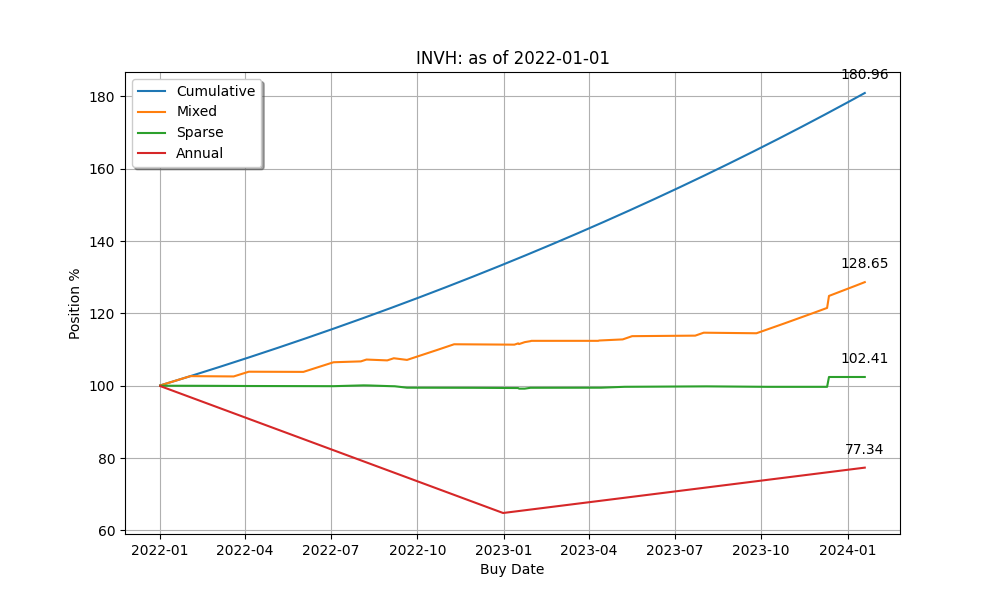 INVH: as of 2022-01-01
180.96
Cumulative
Mixed
Sparse
Annual
128.65
102.41
77.34
Position %
180
160
140
120
100
80
60
2022-01 2022-04 2022-07 2022-10 2023-01 2023-04 2023-07 2023-10 2024-01
Buy Date